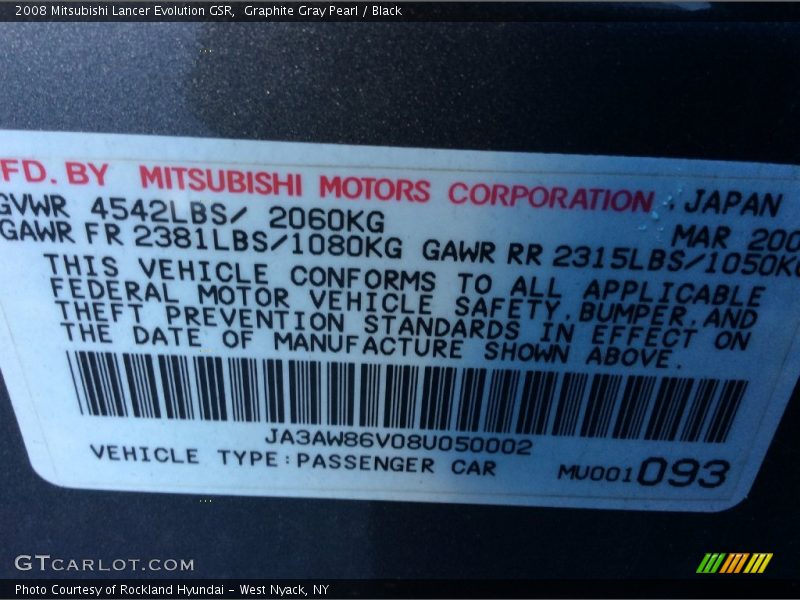 2008 Mitsubishi Lancer Evolution GSR, Graphite Gray Pearl / Black
FD. BY MITSUBISHI MOTORS CORPORATION, JAPAN
GVWR 4542LBS/ 2060KG MAR 200
GAWR FR 2381LBS/1080KG GAWR RR 2315LBS/1050KG
THIS VEHICLE CONFORMS TO ALL APPLICABLE
FEDERAL MOTOR VEHICLE SAFETY, BUMPER, AND
THEFT PREVENTION STANDARDS IN EFFECT ON
THE DATE OF MANUFACTURE SHOWN ABOVE.
JA3AW86V08U050002
VEHICLE TYPE: PASSENGER CAR MU001093
GTCARLOT.COM
Photo Courtesy of Rockland Hyundai - West Nyack, NY